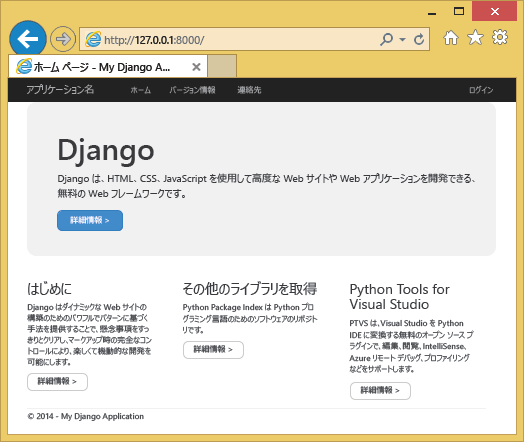 http://127.0.0.1:8000/
ホーム ページ - My Django A...
アプリケーション名 ホーム バージョン情報 連絡先 ログイン
Django
Django は、HTML、CSS、JavaScript を使用して高度な Web サイトや Web アプリケーションを開発できる、
無料の Web フレームワークです。
詳細情報 >
はじめに
Django はダイナミックな Web サイトの
構築のためのパワフルでパターンに基づく
手法を提供することで、懸念事項をすっ
きりとクリアし、マークアップ時の完全なコン
トロールにより、楽しくて機動的な開発を
可能にします。
詳細情報 >
その他のライブラリを取得
Python Package Index は Python プロ
グラミング言語のためのソフトウェアのリポジト
リです。
詳細情報 >
Python Tools for
Visual Studio
PTVS は、Visual Studio を Python
IDE に変換する無料のオープン ソース プ
ラグインで、編集、閲覧、IntelliSense、
Azure リモート デバッグ、プロファイリング
などをサポートします。
詳細情報 >
© 2014 - My Django Application